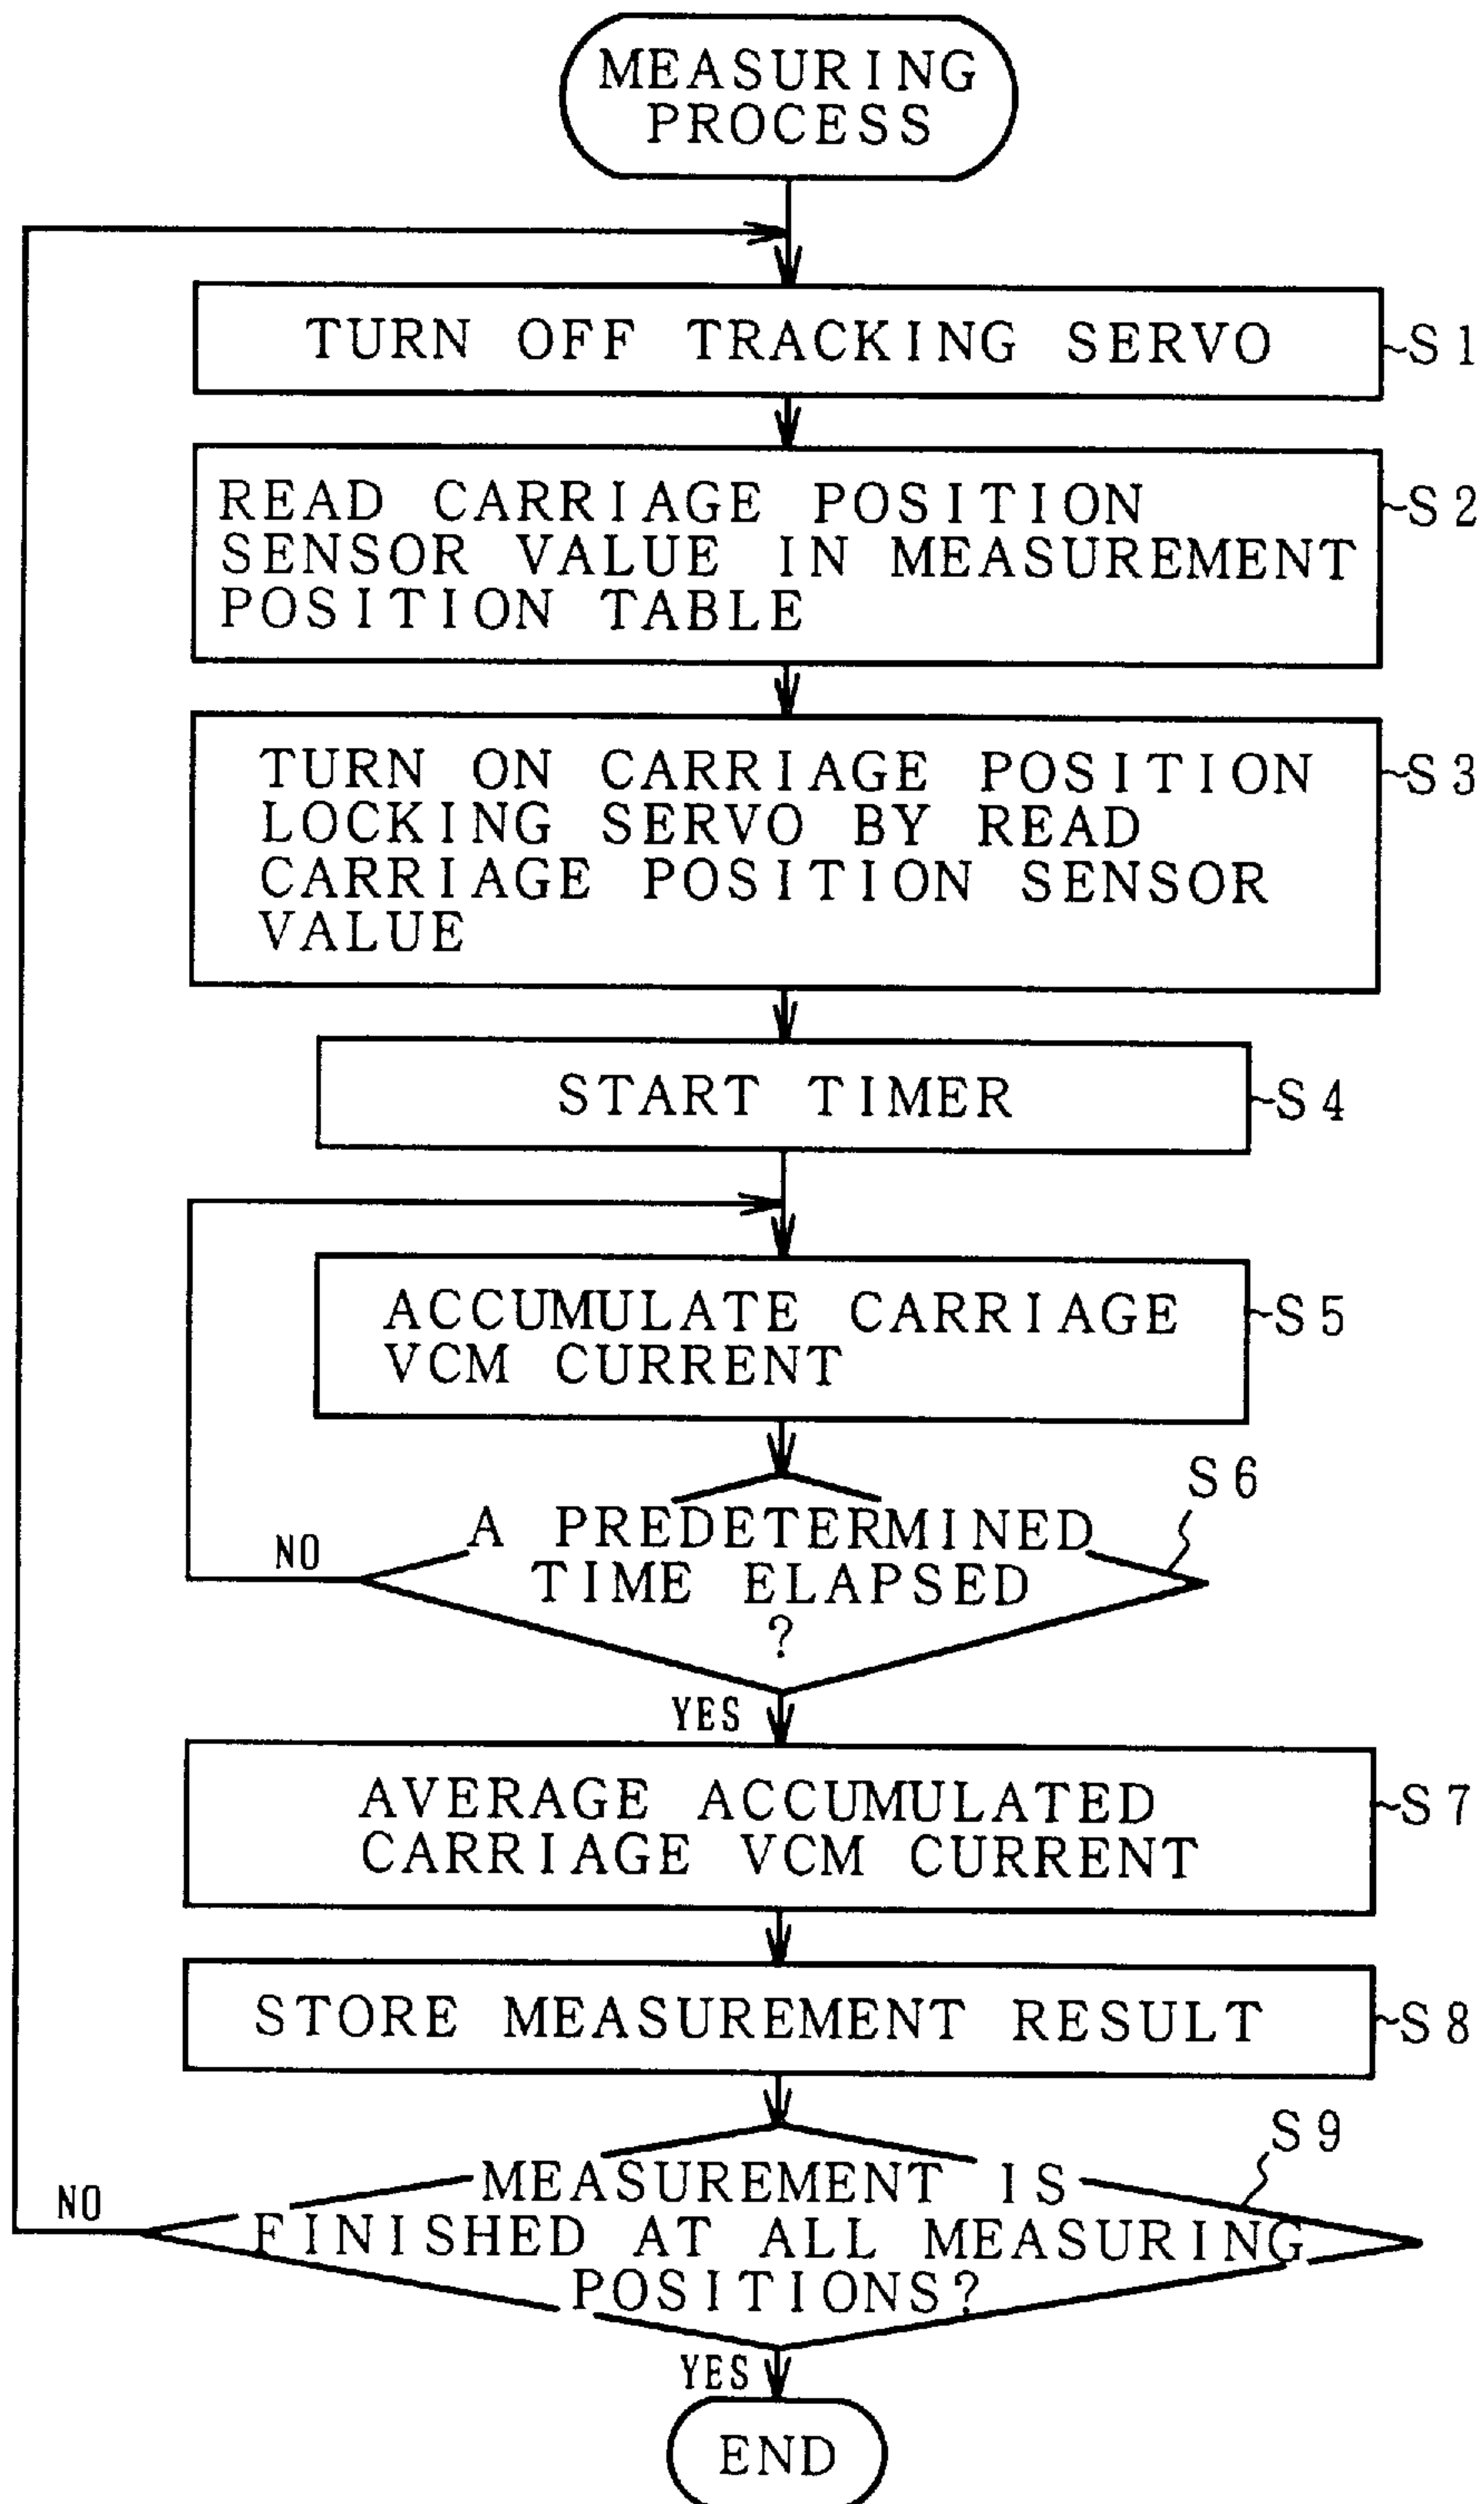 MEASURING
PROCESS
TURN OFF TRACKING SERVO
S1
READ CARRIAGE POSITION
SENSOR VALUE IN MEASUREMENT
POSITION TABLE
S2
TURN ON CARRIAGE POSITION
LOCKING SERVO BY READ
CARRIAGE POSITION SENSOR
VALUE
S3
START TIMER
S4
ACCUMULATE CARRIAGE
VCM CURRENT
S5
S6
A PREDETERMINED
TIME ELAPSED
?
NO
YES
AVERAGE ACCUMULATED
CARRIAGE VCM CURRENT
S7
STORE MEASUREMENT RESULT
S8
S9
MEASUREMENT IS
FINISHED AT ALL MEASURING
POSITIONS?
NO
YES
END